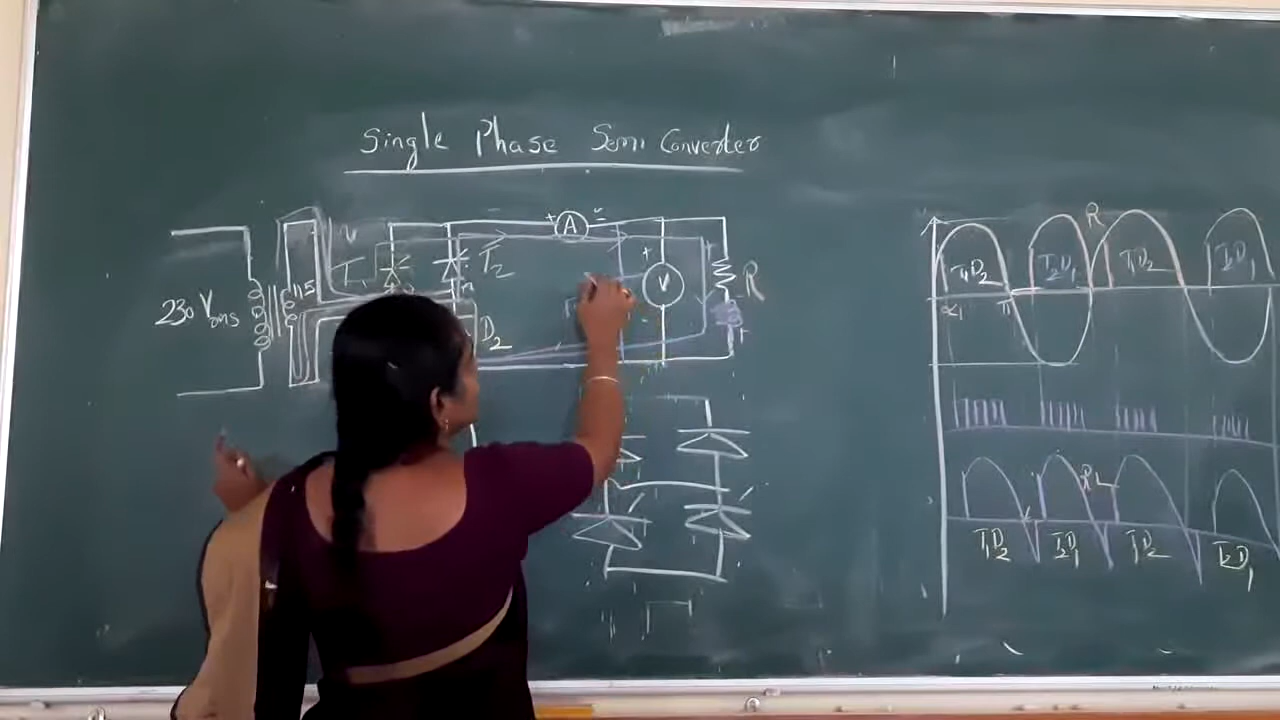 Single Phase Semi Converter
+ A -
T1 T2
230 Vrms
115
+
V
-
R
D2
R
T1D2 T2D1 T1D2 T2D1
α1 π
RL
T1D2 T2D1 T1D2 T2D1